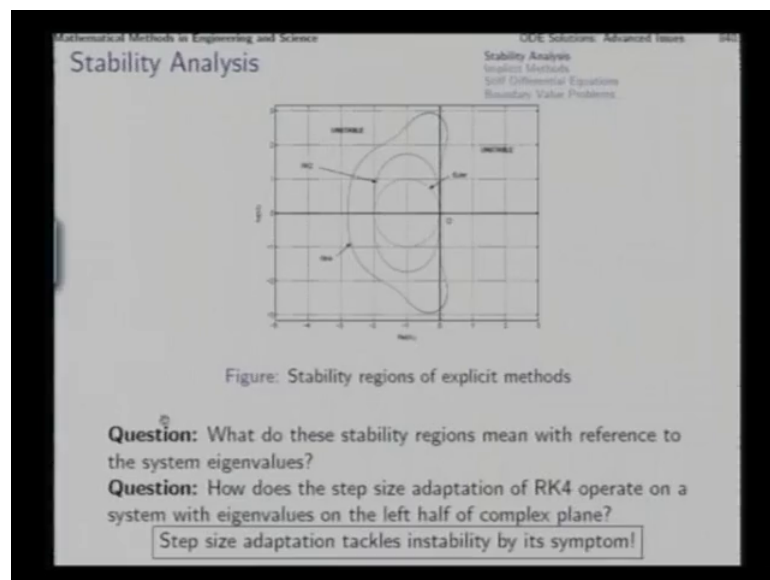 Mathematical Methods in Engineering and Science
ODE Solutions: Advanced Issues
Stability Analysis
Stability Analysis
Implicit Methods
Stiff Differential Equations
Boundary Value Problems
UNSTABLE
UNSTABLE
RK2
Euler
RK4
O
Figure: Stability regions of explicit methods
Question: What do these stability regions mean with reference to
the system eigenvalues?
Question: How does the step size adaptation of RK4 operate on a
system with eigenvalues on the left half of complex plane?
Step size adaptation tackles instability by its symptom!